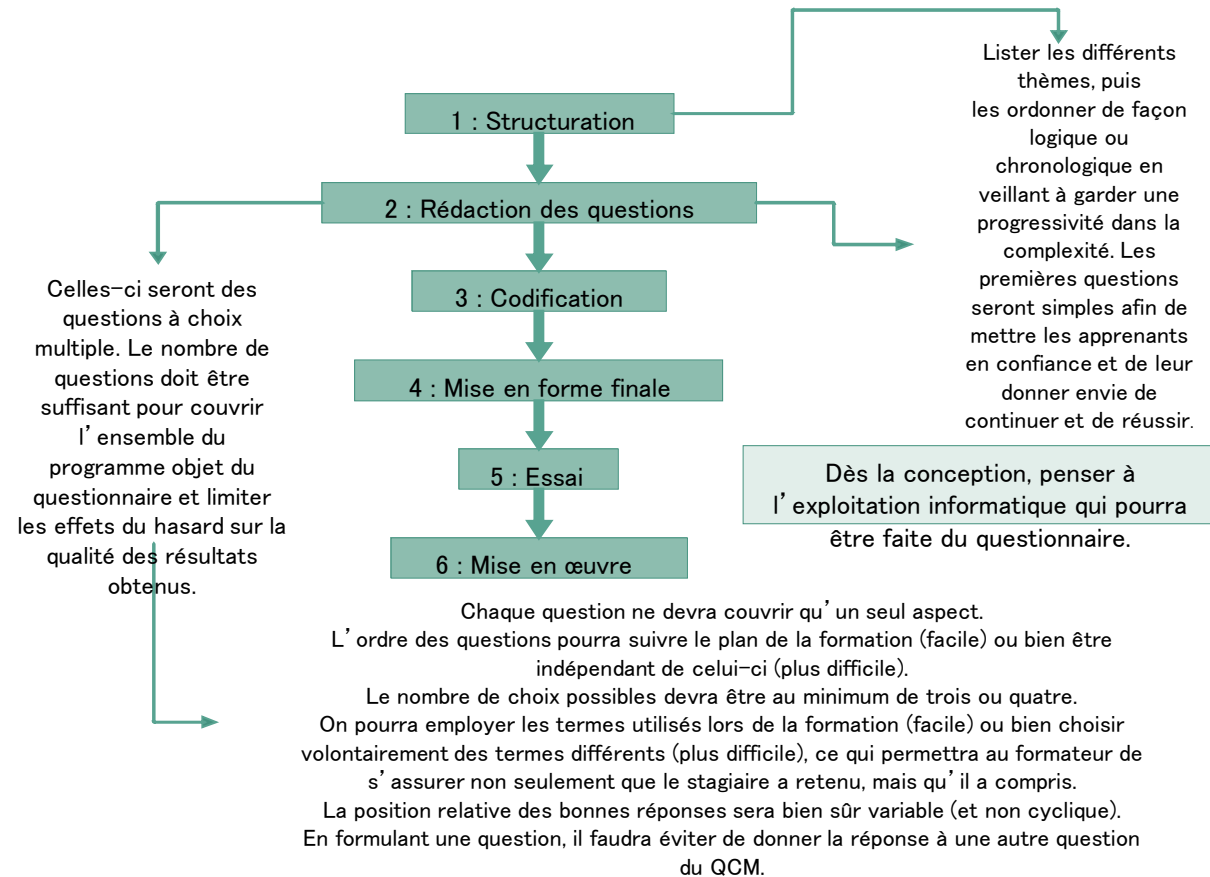 1 : Structuration
2 : Rédaction des questions
3 : Codification
4 : Mise en forme finale
5 : Essai
6 : Mise en œuvre
Lister les différents
thèmes, puis
les ordonner de façon
logique ou
chronologique en
veillant à garder une
progressivité dans la
complexité. Les
premières questions
seront simples afin de
mettre les apprenants
en confiance et de leur
donner envie de
continuer et de réussir.
Celles-ci seront des
questions à choix
multiple. Le nombre de
questions doit être
suffisant pour couvrir
l’ensemble du
programme objet du
questionnaire et limiter
les effets du hasard sur la
qualité des résultats
obtenus.
Dès la conception, penser à
l’exploitation informatique qui pourra
être faite du questionnaire.
Chaque question ne devra couvrir qu’un seul aspect.
L’ordre des questions pourra suivre le plan de la formation (facile) ou bien être
indépendant de celui-ci (plus difficile).
Le nombre de choix possibles devra être au minimum de trois ou quatre.
On pourra employer les termes utilisés lors de la formation (facile) ou bien choisir
volontairement des termes différents (plus difficile), ce qui permettra au formateur de
s’assurer non seulement que le stagiaire a retenu, mais qu’il a compris.
La position relative des bonnes réponses sera bien sûr variable (et non cyclique).
En formulant une question, il faudra éviter de donner la réponse à une autre question
du QCM.